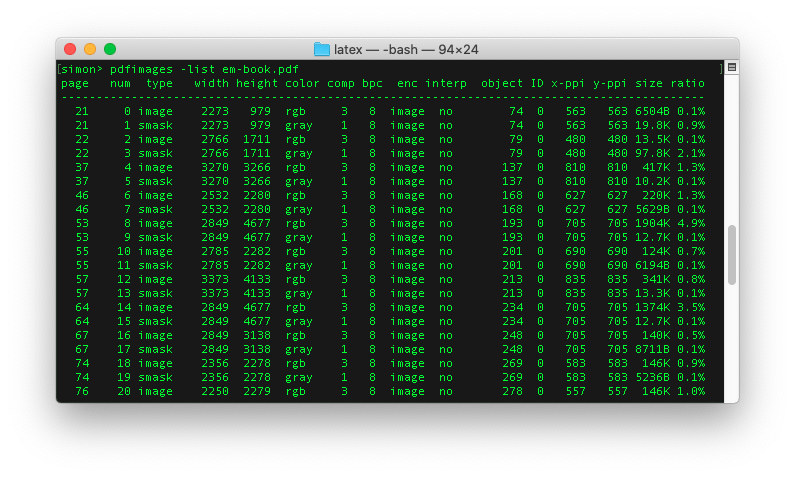 latex — -bash — 94×24
[simon> pdfimages -list em-book.pdf ]
page   num  type   width height color comp bpc  enc interp  object ID x-ppi y-ppi size ratio
--------------------------------------------------------------------------------------------
  21     0 image    2273   979  rgb     3   8  image  no        74  0   563   563 6504B 0.1%
  21     1 smask    2273   979  gray    1   8  image  no        74  0   563   563 19.8K 0.9%
  22     2 image    2766  1711  rgb     3   8  image  no        79  0   480   480 13.5K 0.1%
  22     3 smask    2766  1711  gray    1   8  image  no        79  0   480   480 97.8K 2.1%
  37     4 image    3270  3266  rgb     3   8  image  no       137  0   810   810  417K 1.3%
  37     5 smask    3270  3266  gray    1   8  image  no       137  0   810   810 10.2K 0.1%
  46     6 image    2532  2280  rgb     3   8  image  no       168  0   627   627  220K 1.3%
  46     7 smask    2532  2280  gray    1   8  image  no       168  0   627   627 5629B 0.1%
  53     8 image    2849  4677  rgb     3   8  image  no       193  0   705   705 1904K 4.9%
  53     9 smask    2849  4677  gray    1   8  image  no       193  0   705   705 12.7K 0.1%
  55    10 image    2785  2282  rgb     3   8  image  no       201  0   690   690  124K 0.7%
  55    11 smask    2785  2282  gray    1   8  image  no       201  0   690   690 6194B 0.1%
  57    12 image    3373  4133  rgb     3   8  image  no       213  0   835   835  341K 0.8%
  57    13 smask    3373  4133  gray    1   8  image  no       213  0   835   835 13.3K 0.1%
  64    14 image    2849  4677  rgb     3   8  image  no       234  0   705   705 1374K 3.5%
  64    15 smask    2849  4677  gray    1   8  image  no       234  0   705   705 12.7K 0.1%
  67    16 image    2849  3138  rgb     3   8  image  no       248  0   705   705  140K 0.5%
  67    17 smask    2849  3138  gray    1   8  image  no       248  0   705   705 8711B 0.1%
  74    18 image    2356  2278  rgb     3   8  image  no       269  0   583   583  146K 0.9%
  74    19 smask    2356  2278  gray    1   8  image  no       269  0   583   583 5236B 0.1%
  76    20 image    2250  2279  rgb     3   8  image  no       278  0   557   557  146K 1.0%